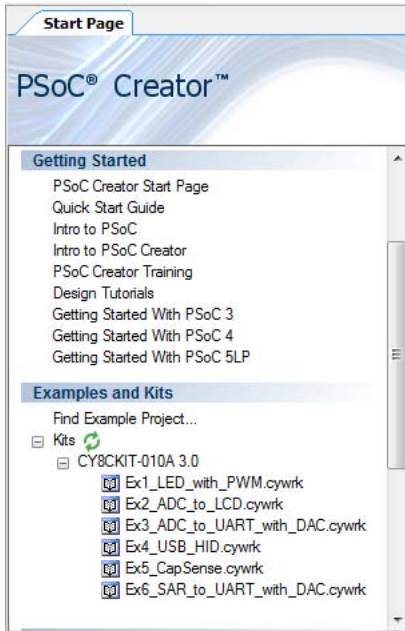 Start Page
PSoC® Creator™
Getting Started
PSoC Creator Start Page
Quick Start Guide
Intro to PSoC
Intro to PSoC Creator
PSoC Creator Training
Design Tutorials
Getting Started With PSoC 3
Getting Started With PSoC 4
Getting Started With PSoC 5LP
Examples and Kits
Find Example Project...
Kits
CY8CKIT-010A 3.0
Ex1_LED_with_PWM.cywrk
Ex2_ADC_to_LCD.cywrk
Ex3_ADC_to_UART_with_DAC.cywrk
Ex4_USB_HID.cywrk
Ex5_CapSense.cywrk
Ex6_SAR_to_UART_with_DAC.cywrk